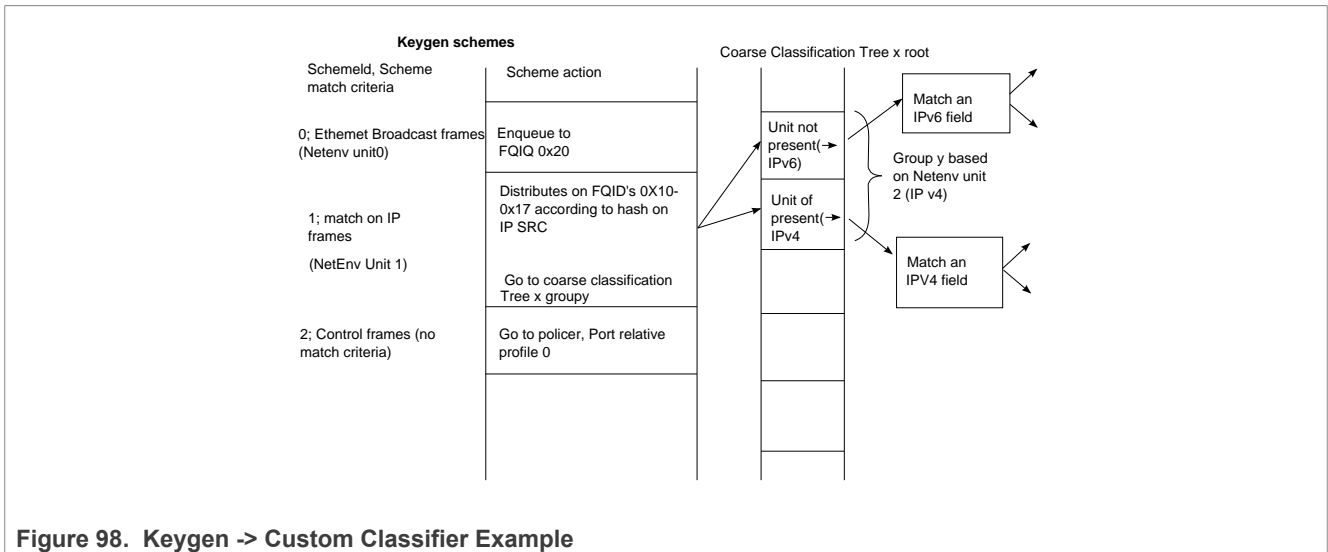 Keygen schemes
Coarse Classification Tree x root
SchemeId, Scheme
match criteria
Scheme action
0; Ethemet Broadcast frames
(Netenv unit0)
Enqueue to
FQIQ 0x20
1; match on IP
frames
(NetEnv Unit 1)
Distributes on FQID's 0X10-
0x17 according to hash on
IP SRC
Go to coarse classification
Tree x groupy
2; Control frames (no
match criteria)
Go to policer, Port relative
profile 0
Unit not
present(→
IPv6)
Unit of
present(→
IPv4
Group y based
on Netenv unit
2 (IP v4)
Match an
IPv6 field
Match an
IPV4 field
Figure 98. Keygen -> Custom Classifier Example